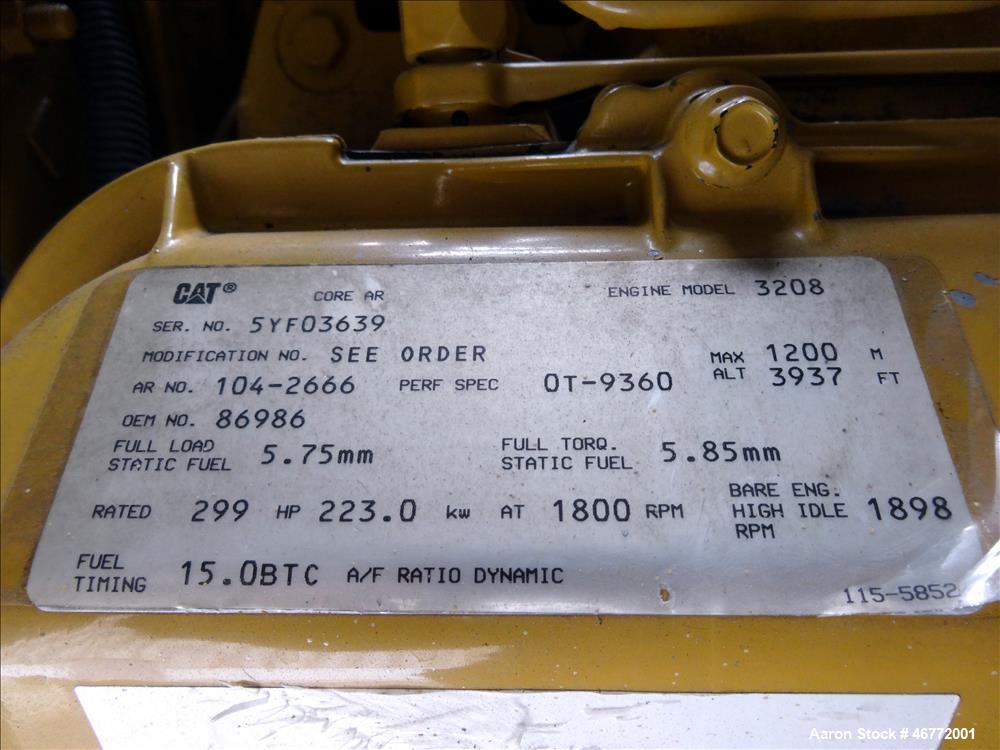 CAT® CORE AR ENGINE MODEL 3208
SER. NO. 5YF03639
MODIFICATION NO. SEE ORDER MAX ALT 1200 M
AR NO. 104-2666 PERF SPEC 0T-9360 3937 FT
OEM NO. 86986
FULL LOAD STATIC FUEL 5.75mm FULL TORQ. STATIC FUEL 5.85mm
RATED 299 HP 223.0 kw AT 1800 RPM BARE ENG. HIGH IDLE RPM 1898
FUEL TIMING 15.0BTC A/F RATIO DYNAMIC
115-5852
Aaron Stock # 46772001